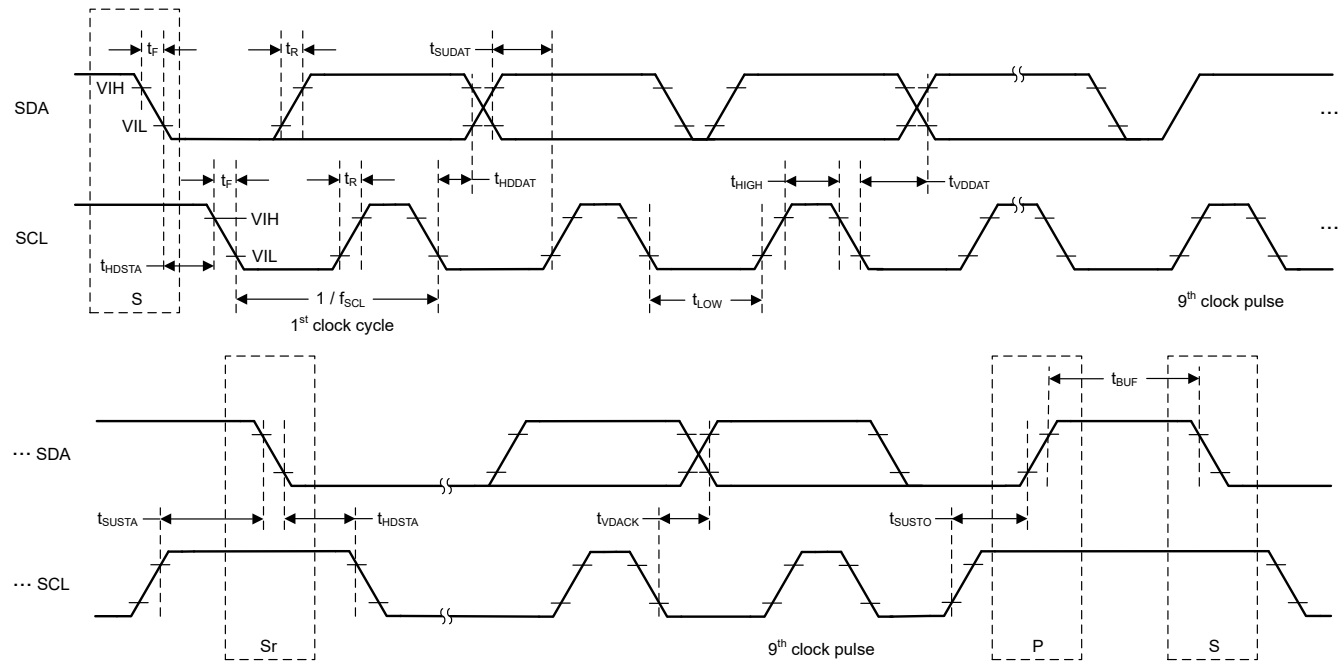 tF
tR
tSUDAT
VIH
SDA
VIL
...
tF
tR
tHDDAT
tHIGH
tVDDAT
VIH
SCL
VIL
...
tHDSTA
S
1 / fSCL
tLOW
9th clock pulse
1st clock cycle
tBUF
... SDA
tSUSTA
tHDSTA
tVDACK
tSUSTO
... SCL
Sr
9th clock pulse
P
S